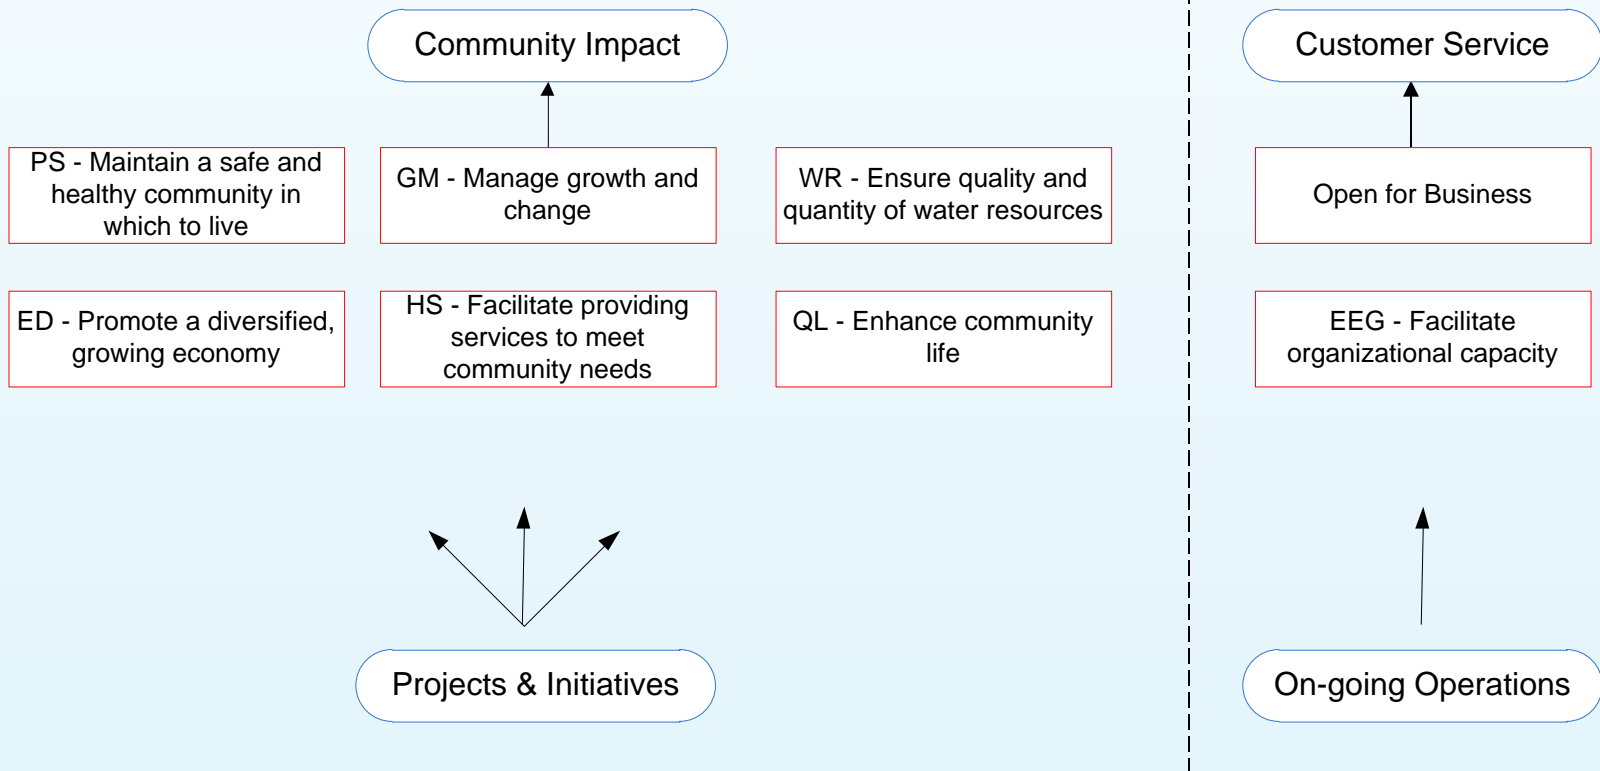 Community Impact
Customer Service
PS - Maintain a safe and
healthy community in
which to live
GM - Manage growth and
change
WR - Ensure quality and
quantity of water resources
Open for Business
ED - Promote a diversified,
growing economy
HS - Facilitate providing
services to meet
community needs
QL - Enhance community
life
EEG - Facilitate
organizational capacity
Projects & Initiatives
On-going Operations